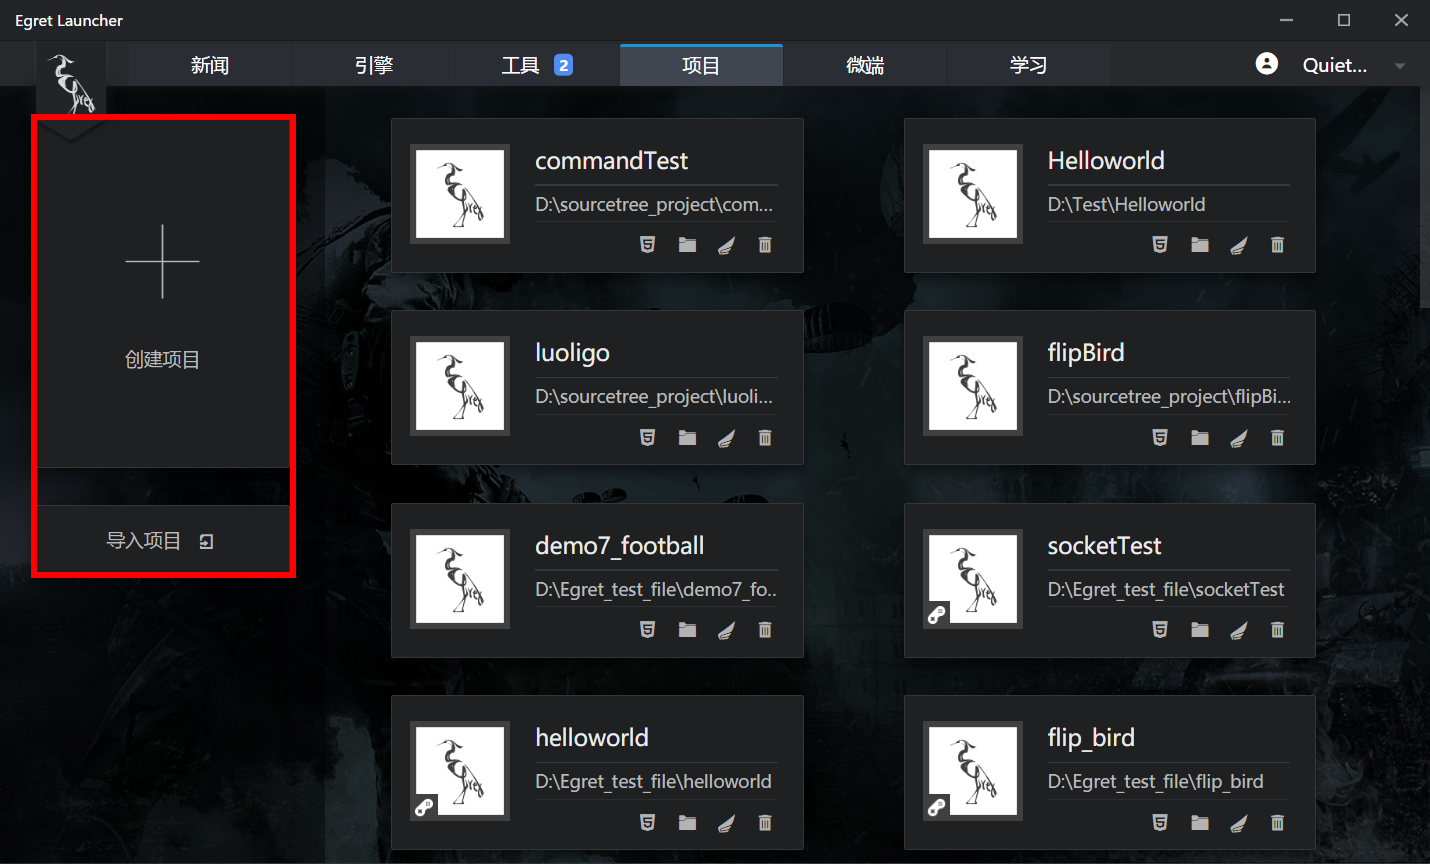 Egret Launcher
新闻
引擎
工具 2
项目
微端
学习
Quiet...
创建项目
导入项目
commandTest
D:\sourcetree_project\com...
Helloworld
D:\Test\Helloworld
luoligo
D:\sourcetree_project\luoli...
flipBird
D:\sourcetree_project\flipBi...
demo7_football
D:\Egret_test_file\demo7_fo..
socketTest
D:\Egret_test_file\socketTest
helloworld
D:\Egret_test_file\helloworld
flip_bird
D:\Egret_test_file\flip_bird